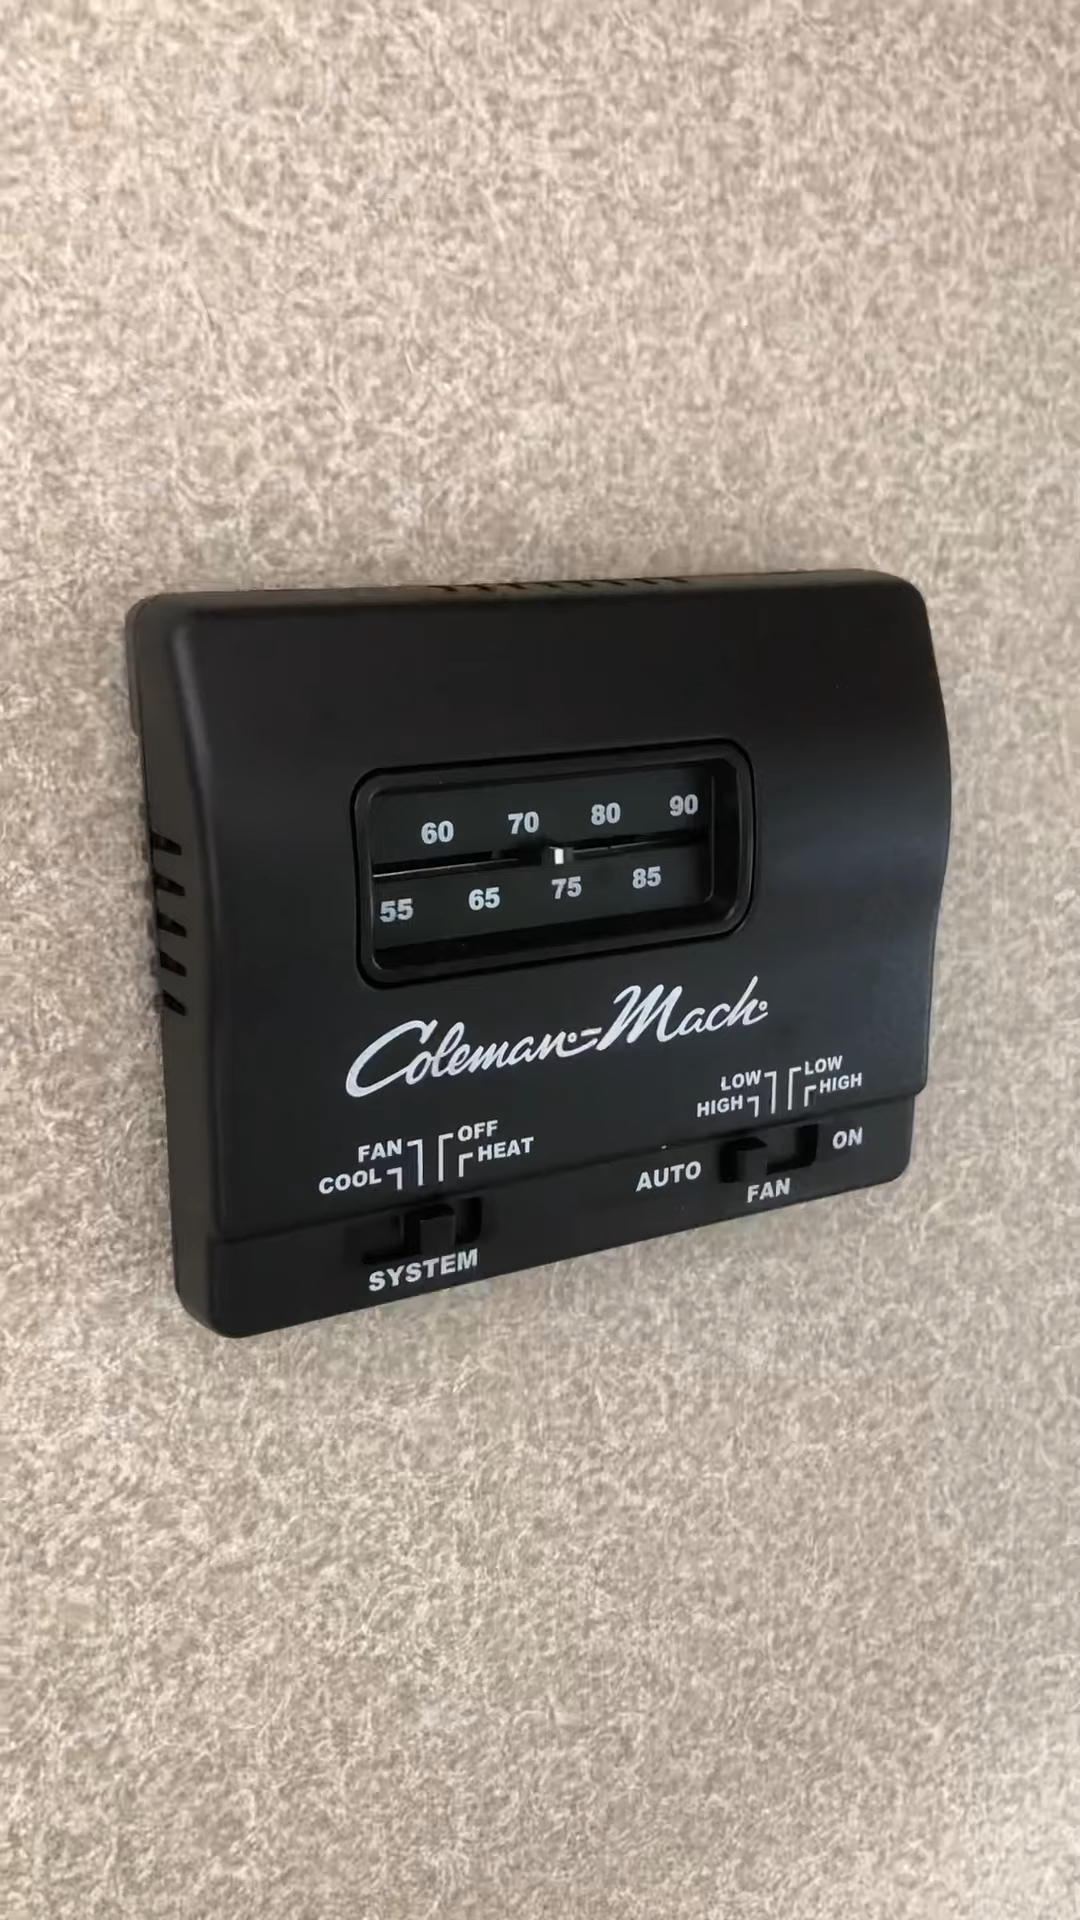 60 70 80 90
55 65 75 85
Coleman-Mach
FAN OFF
COOL HEAT
SYSTEM
LOW LOW
HIGH HIGH
AUTO ON
FAN